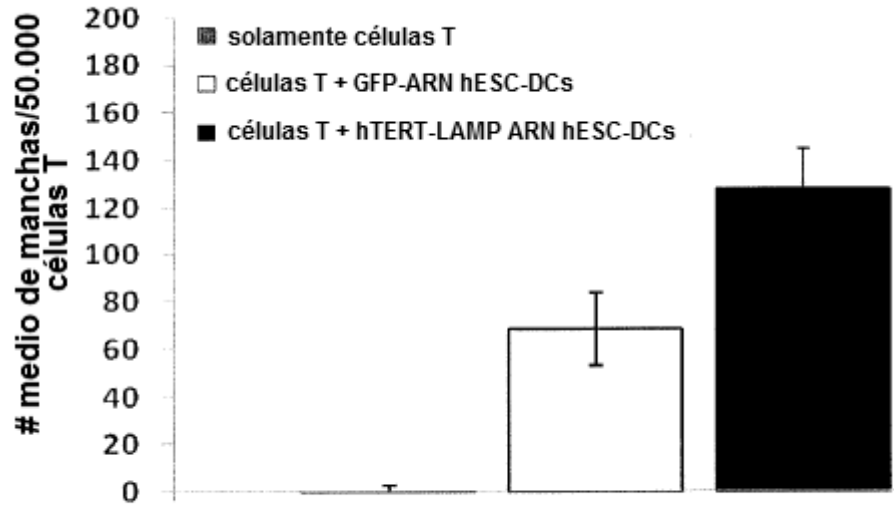 # medio de manchas/50.000
células T
200
180
160
140
120
100
80
60
40
20
0
solamente células T
células T + GFP-ARN hESC-DCs
células T + hTERT-LAMP ARN hESC-DCs